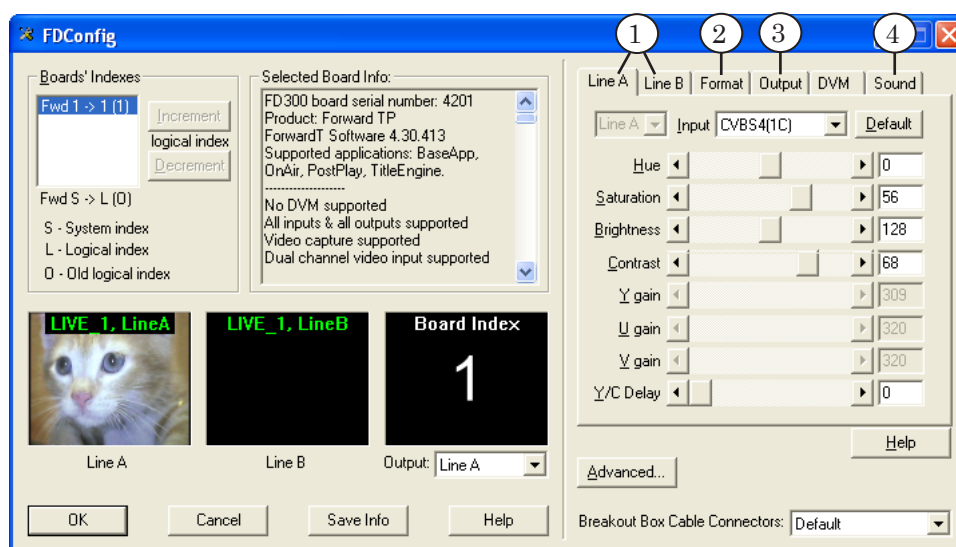 FDConfig
1
2
3
4
Boards' Indexes
Fwd 1 -> 1 (1)
Increment
logical index
Decrement
Fwd S -> L (O)
S - System index
L - Logical index
O - Old logical index
Selected Board Info:
FD300 board serial number: 4201
Product: Forward TP
ForwardT Software 4.30.413
Supported applications: BaseApp,
OnAir, PostPlay, TitleEngine.
--------------------
No DVM supported
All inputs & all outputs supported
Video capture supported
Dual channel video input supported
LIVE_1, LineA
Line A
LIVE_1, LineB
Line B
Board Index
1
Output: Line A
OK
Cancel
Save Info
Help
Line A
Line B
Format
Output
DVM
Sound
Line A
Input CVBS4(1C)
Default
Hue 0
Saturation 56
Brightness 128
Contrast 68
Y gain 309
U gain 320
V gain 320
Y/C Delay 0
Help
Advanced...
Breakout Box Cable Connectors: Default